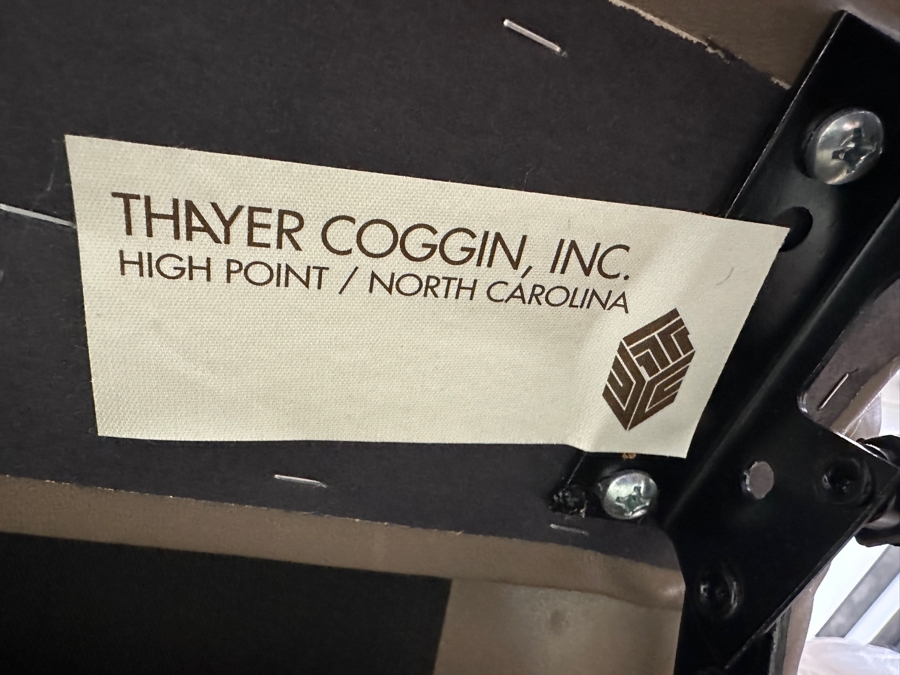 THAYER COGGIN, INC.
HIGH POINT / NORTH CAROLINA